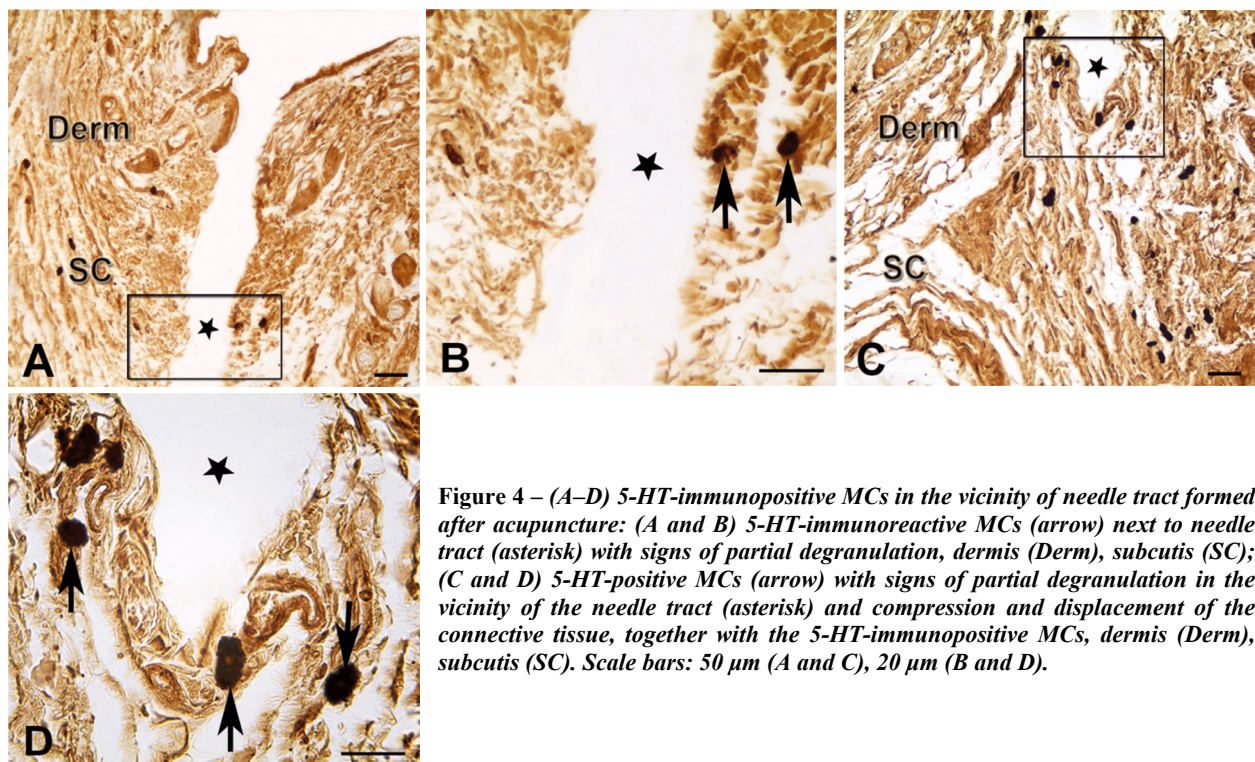 Derm
SC
A
B
Derm
SC
C
D
Figure 4 – (A–D) 5-HT-immunopositive MCs in the vicinity of needle tract formed
after acupuncture: (A and B) 5-HT-immunoreactive MCs (arrow) next to needle
tract (asterisk) with signs of partial degranulation, dermis (Derm), subcutis (SC);
(C and D) 5-HT-positive MCs (arrow) with signs of partial degranulation in the
vicinity of the needle tract (asterisk) and compression and displacement of the
connective tissue, together with the 5-HT-immunopositive MCs, dermis (Derm),
subcutis (SC). Scale bars: 50 μm (A and C), 20 μm (B and D).